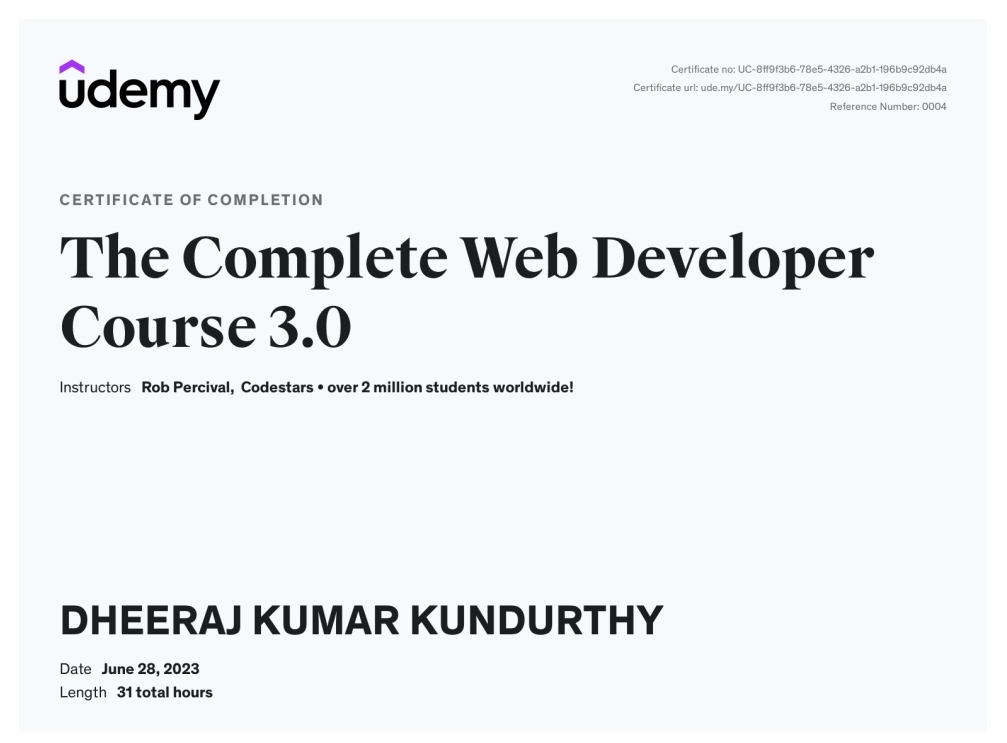 udemy
Certificate no: UC-8ff9f3b6-78e5-4326-a2b1-196b9c92db4a
Certificate url: ude.my/UC-8ff9f3b6-78e5-4326-a2b1-196b9c92db4a
Reference Number: 0004
CERTIFICATE OF COMPLETION
The Complete Web Developer
Course 3.0
Instructors Rob Percival, Codestars • over 2 million students worldwide!
DHEERAJ KUMAR KUNDURTHY
Date June 28, 2023
Length 31 total hours